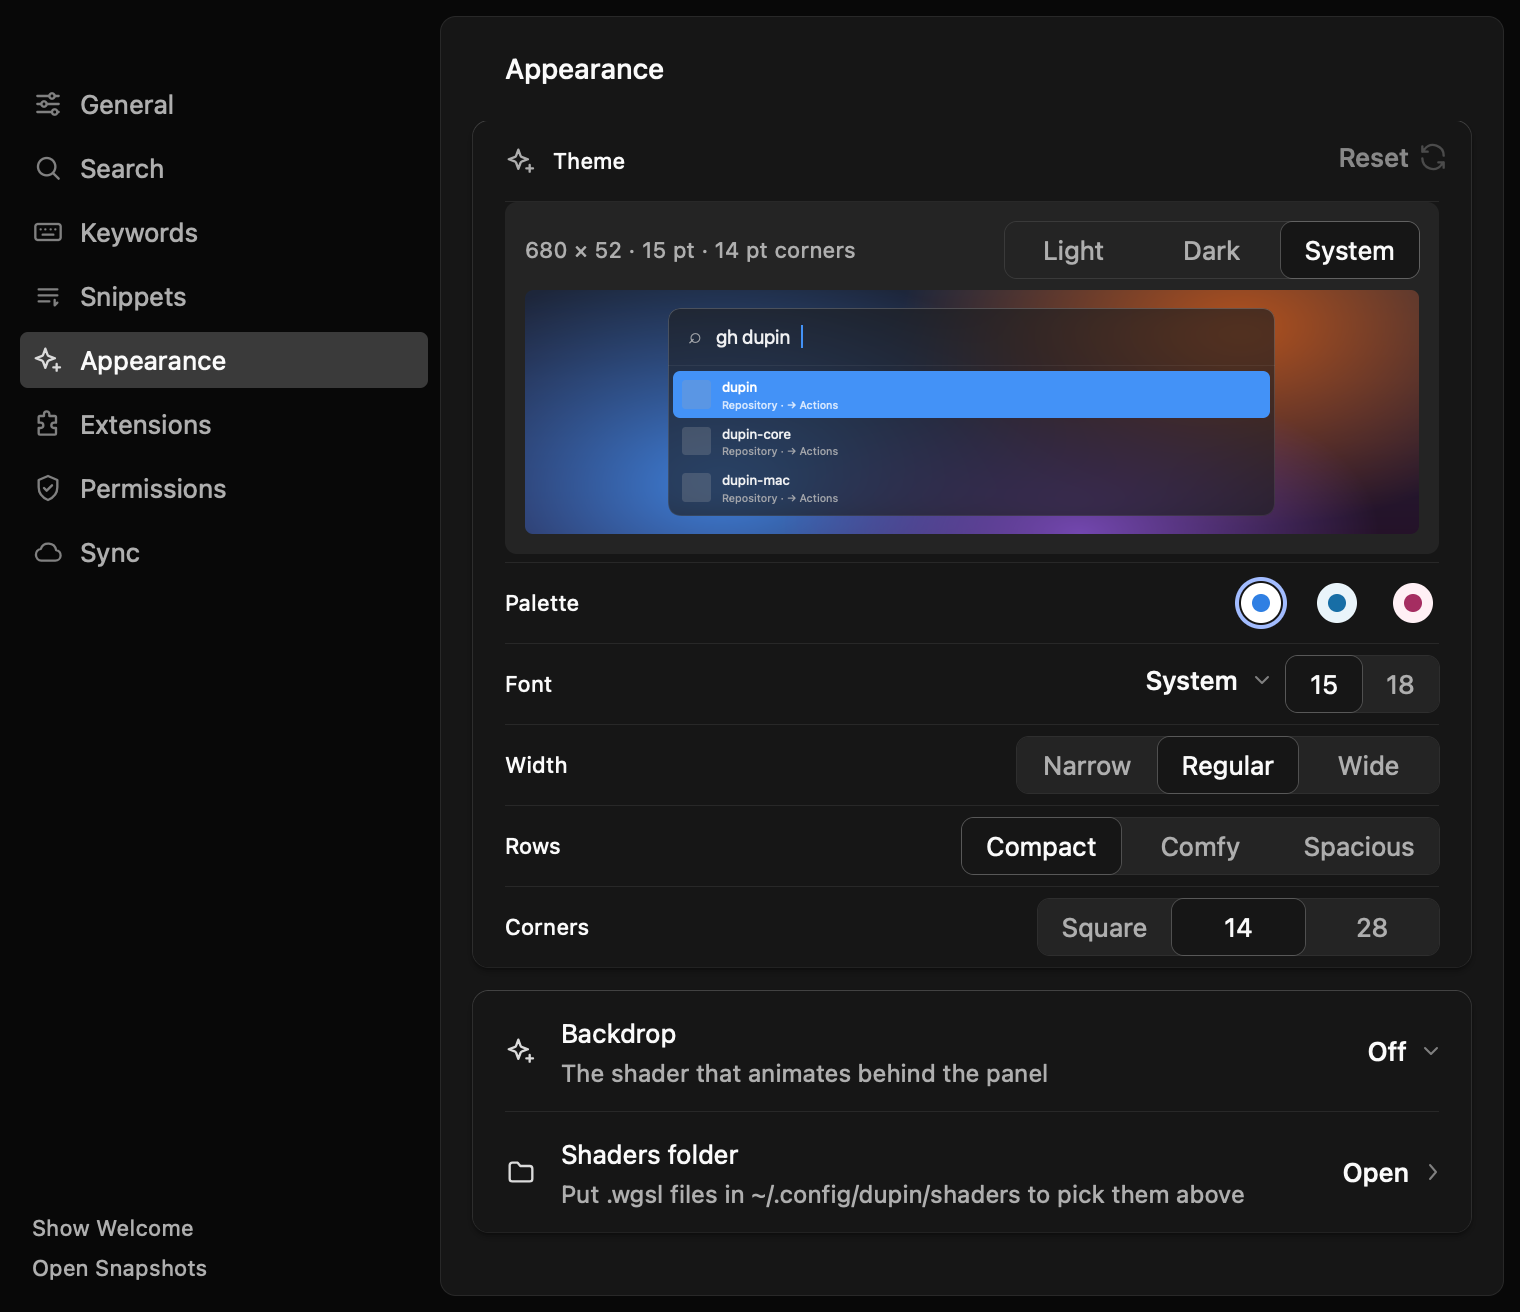 General
Search
Keywords
Snippets
Appearance
Extensions
Permissions
Sync
Show Welcome
Open Snapshots
Appearance
Theme
Reset
680 × 52 · 15 pt · 14 pt corners
Light Dark System
gh dupin
dupin
Repository · → Actions
dupin-core
Repository · → Actions
dupin-mac
Repository · → Actions
Palette
Font System 15 18
Width Narrow Regular Wide
Rows Compact Comfy Spacious
Corners Square 14 28
Backdrop
The shader that animates behind the panel
Off
Shaders folder
Put .wgsl files in ~/.config/dupin/shaders to pick them above
Open